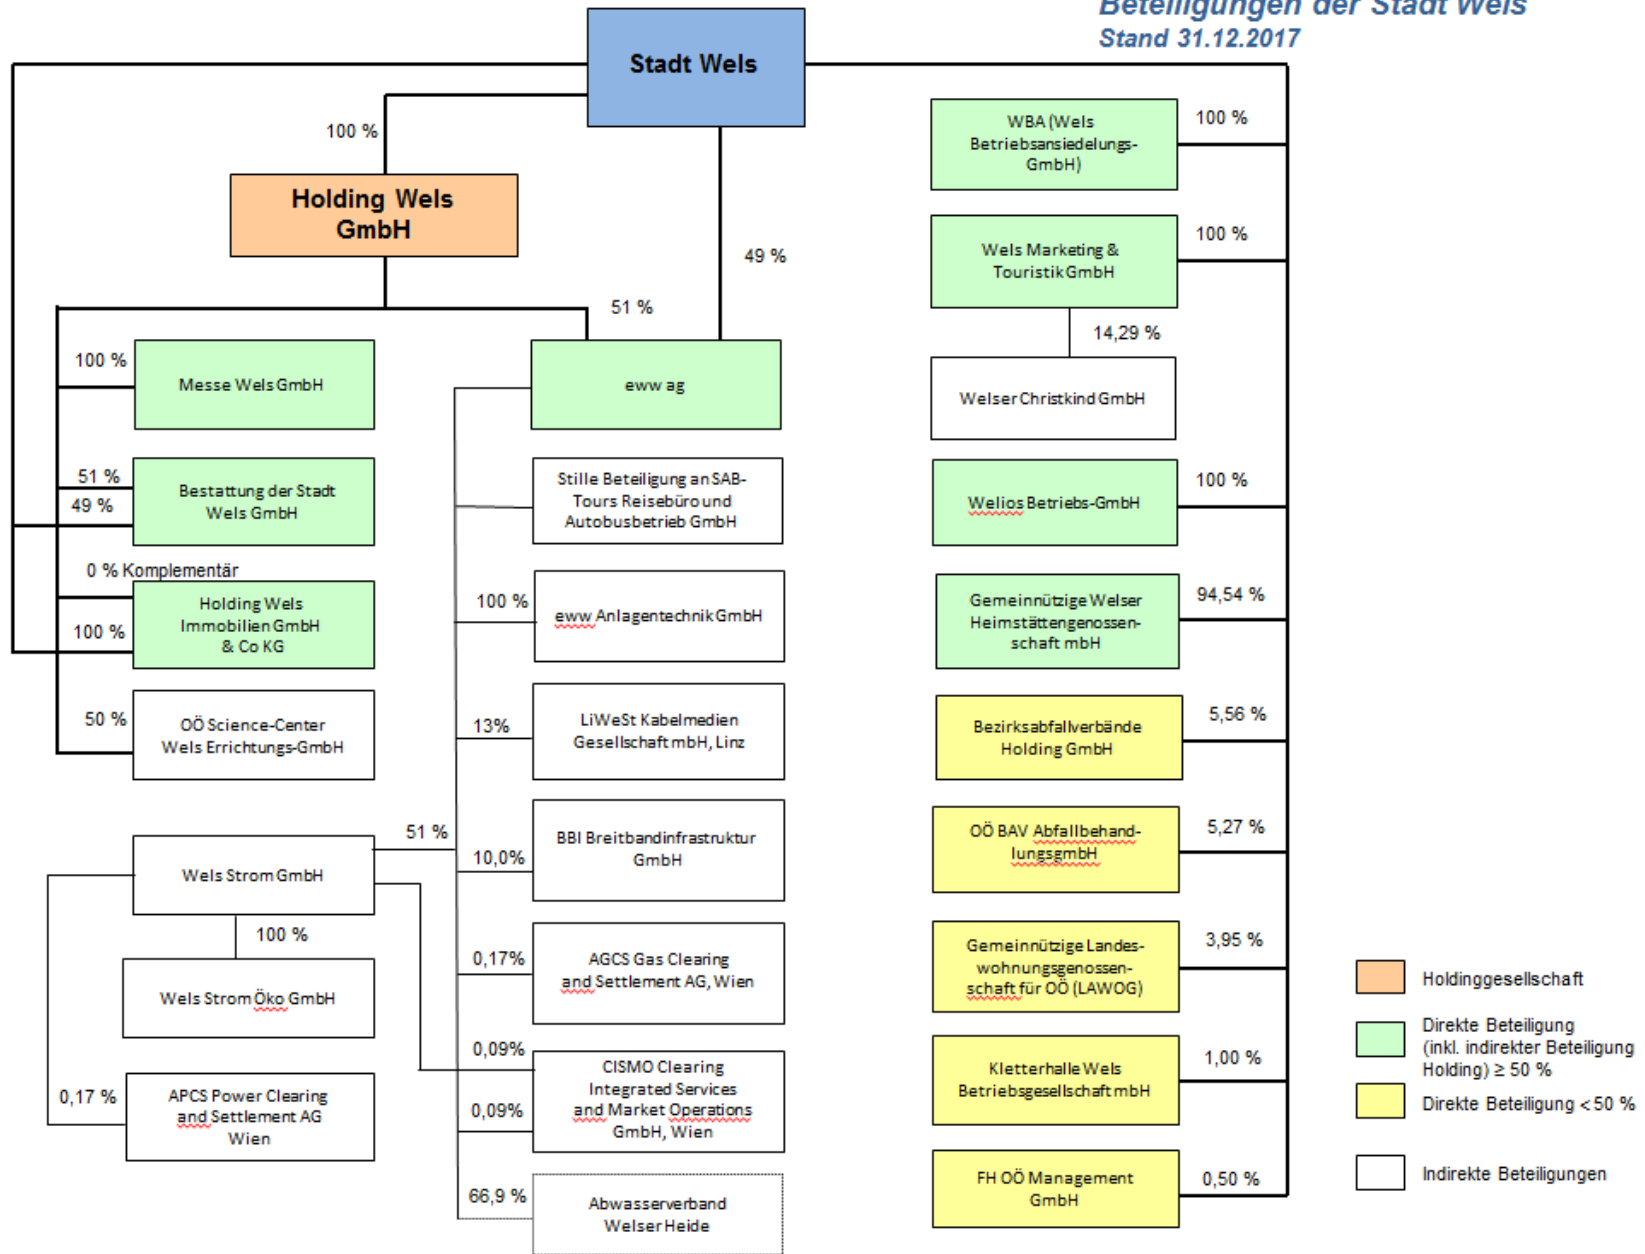 Beteiligungen der Stadt Wels
Stand 31.12.2017
Stadt Wels
100 %
Holding Wels
GmbH
49 %
51 %
100 %
Messe Wels GmbH
51 %
49 %
Bestattung der Stadt
Wels GmbH
0 % Komplementär
100 %
Holding Wels
Immobilien GmbH
& Co KG
50 %
OÖ Science-Center
Wels Errichtungs-GmbH
51 %
Wels Strom GmbH
100 %
Wels Strom Öko GmbH
0,17 %
APCS Power Clearing
and Settlement AG
Wien
eww ag
Stille Beteiligung an SAB-
Tours Reisebüro und
Autobusbetrieb GmbH
100 %
eww Anlagentechnik GmbH
13%
LiWeSt Kabelmedien
Gesellschaft mbH, Linz
10,0%
BBI Breitbandinfrastruktur
GmbH
0,17%
AGCS Gas Clearing
and Settlement AG, Wien
0,09%
0,09%
CISMO Clearing
Integrated Services
and Market Operations
GmbH, Wien
66,9 %
Abwasserverband
Welser Heide
WBA (Wels
Betriebsansiedelungs-
GmbH)
100 %
Wels Marketing &
Touristik GmbH
100 %
14,29 %
Welser Christkind GmbH
Welios Betriebs-GmbH
100 %
Gemeinnützige Welser
Heimstättengenossen-
schaft mbH
94,54 %
Bezirksabfallverbände
Holding GmbH
5,56 %
OÖ BAV Abfallbehand-
lungsgmbH
5,27 %
Gemeinnützige Landes-
wohnungsgenossen-
schaft für OÖ (LAWOG)
3,95 %
Kletterhalle Wels
Betriebsgesellschaft mbH
1,00 %
FH OÖ Management
GmbH
0,50 %
Holdinggesellschaft
Direkte Beteiligung
(inkl. indirekter Beteiligung
Holding) ≥ 50 %
Direkte Beteiligung < 50 %
Indirekte Beteiligungen